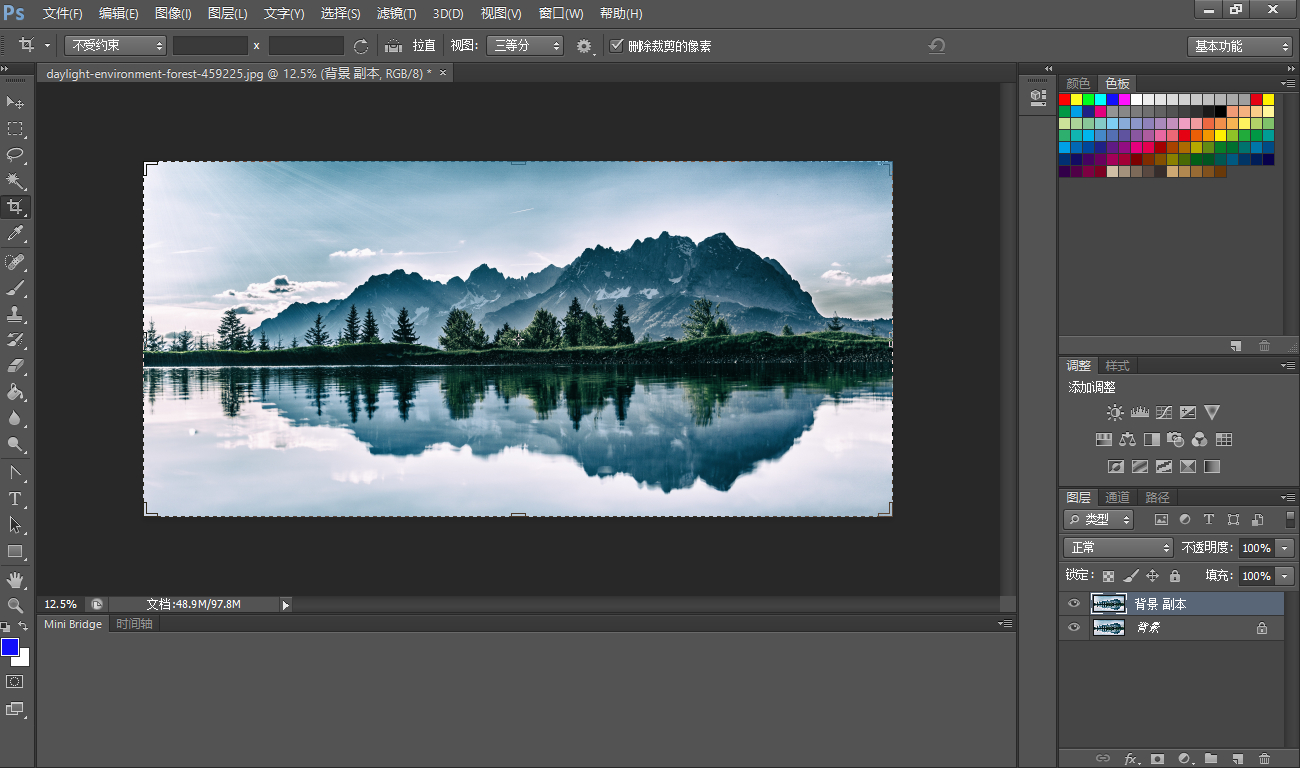 Ps 文件(F) 编辑(E) 图像(I) 图层(L) 文字(Y) 选择(S) 滤镜(T) 3D(D) 视图(V) 窗口(W) 帮助(H)
不受约束 x 拉直 视图: 三等分 删除裁剪的像素 基本功能
daylight-environment-forest-459225.jpg @ 12.5% (背景 副本, RGB/8) * ×
颜色 色板
调整 样式
添加调整
图层 通道 路径
类型
正常 不透明度: 100%
锁定: 填充: 100%
背景 副本
背景
12.5% 文档:48.9M/97.8M
Mini Bridge 时间轴